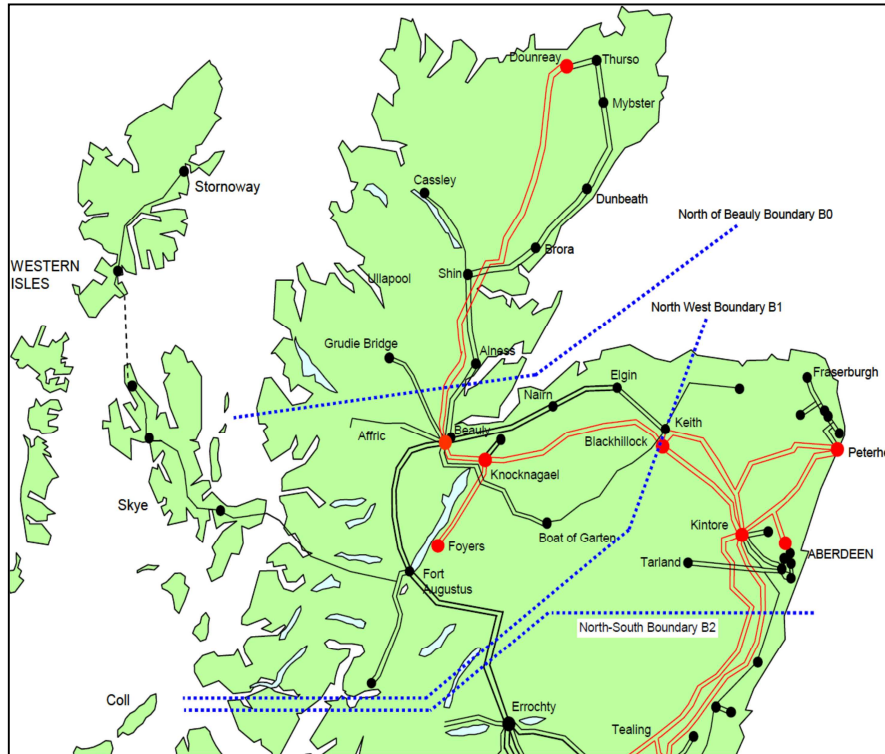 Dounreay
Thurso
Mybster
Stornoway
Cassley
Dunbeath
North of Beauly Boundary B0
WESTERN
ISLES
Ullapool
Shin
Brora
North West Boundary B1
Grudie Bridge
Alness
Elgin
Fraserburgh
Nairn
Keith
Affric
Beauly
Blackhillock
Peterhe
Knocknagael
Skye
Kintore
Foyers
Boat of Garten
ABERDEEN
Tarland
Fort
Augustus
North-South Boundary B2
Coll
Errochty
Tealing